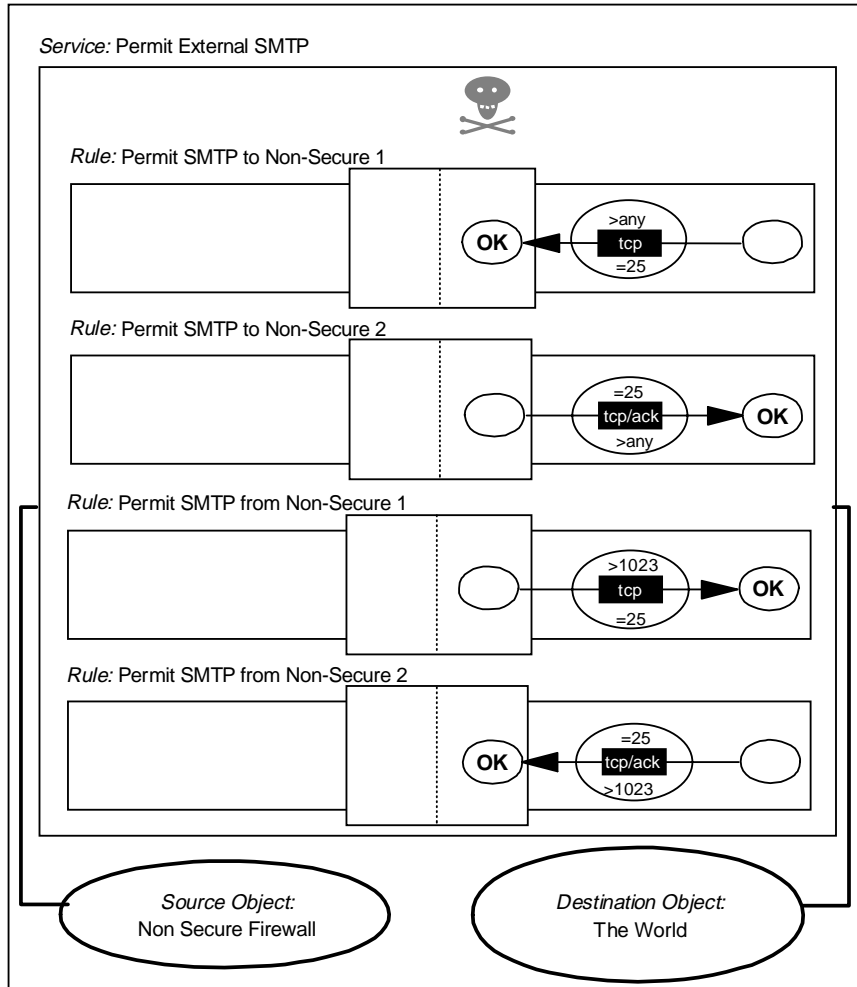 Service: Permit External SMTP
Rule: Permit SMTP to Non-Secure 1
>any
OK
tcp
=25
Rule: Permit SMTP to Non-Secure 2
=25
tcp/ack
OK
>any
Rule: Permit SMTP from Non-Secure 1
>1023
tcp
OK
=25
Rule: Permit SMTP from Non-Secure 2
=25
OK
tcp/ack
>1023
Source Object:
Non Secure Firewall
Destination Object:
The World